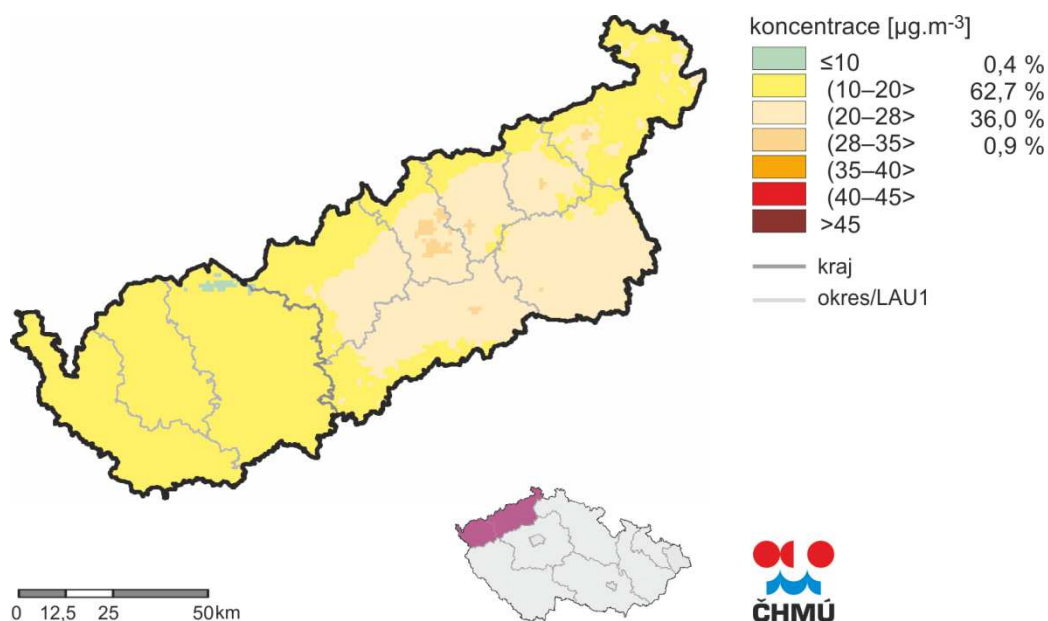 koncentrace [µg.m-3]
≤10 0,4 %
(10–20> 62,7 %
(20–28> 36,0 %
(28–35> 0,9 %
(35–40>
(40–45>
>45
kraj
okres/LAU1
0 12,5 25 50km
ČHMÚ